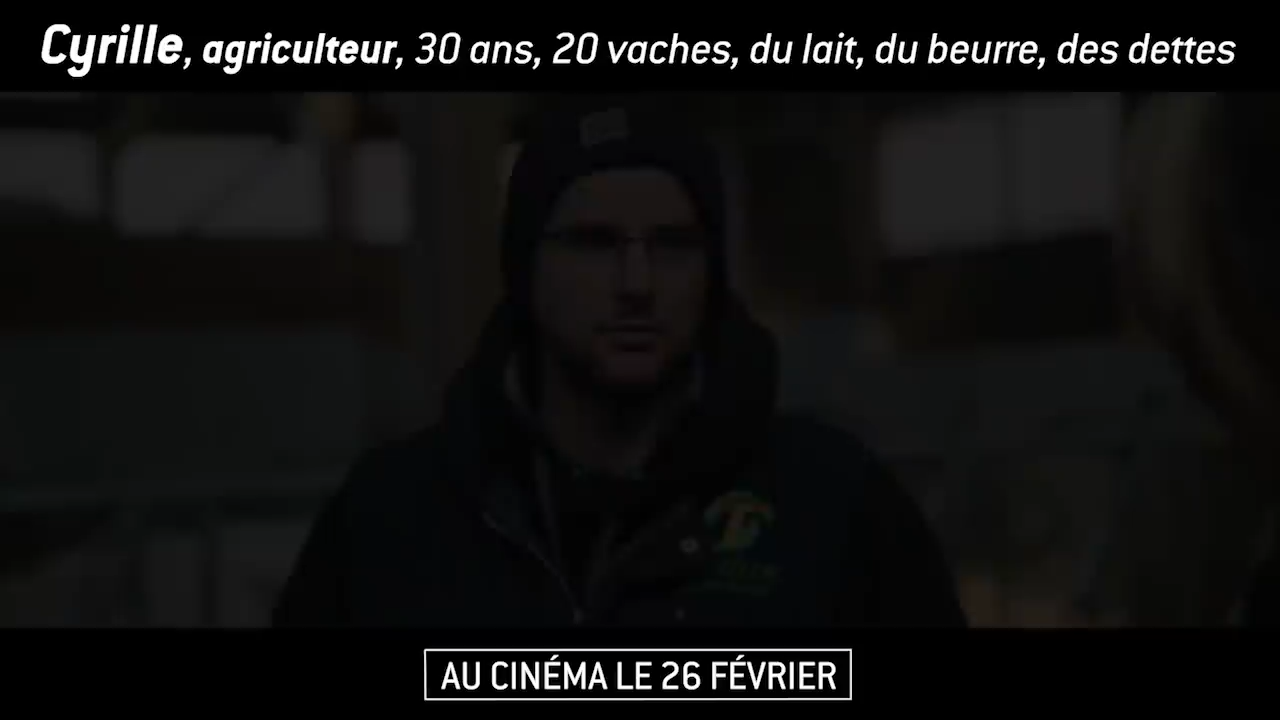 Cyrille, agriculteur, 30 ans, 20 vaches, du lait, du beurre, des dettes
AU CINÉMA LE 26 FÉVRIER